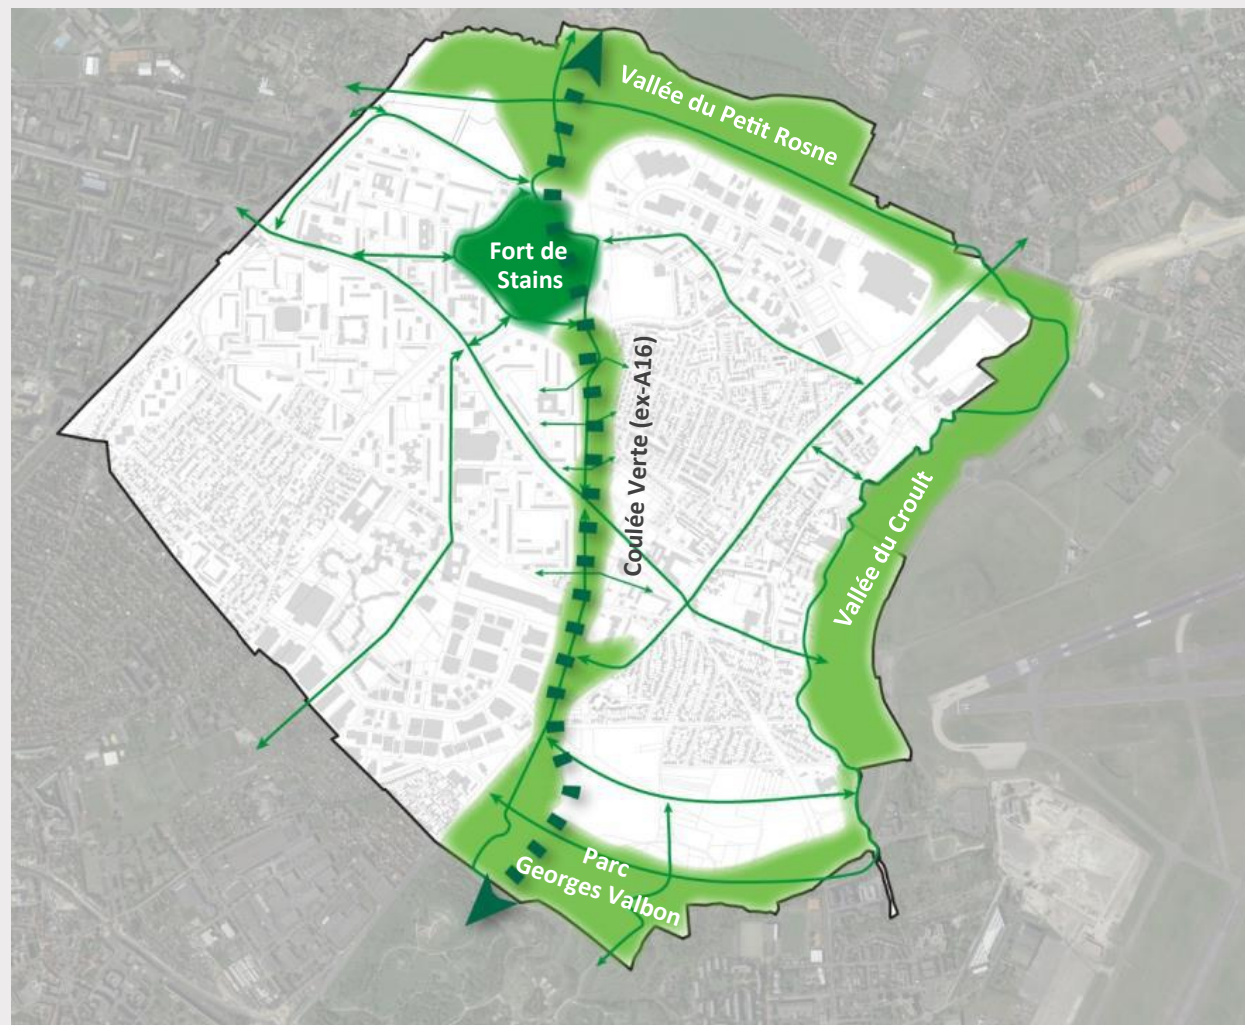 Vallée du Petit Rosne
Fort de
Stains
Coulée Verte (ex-A16)
Vallée du Croult
Parc
Georges Valbon